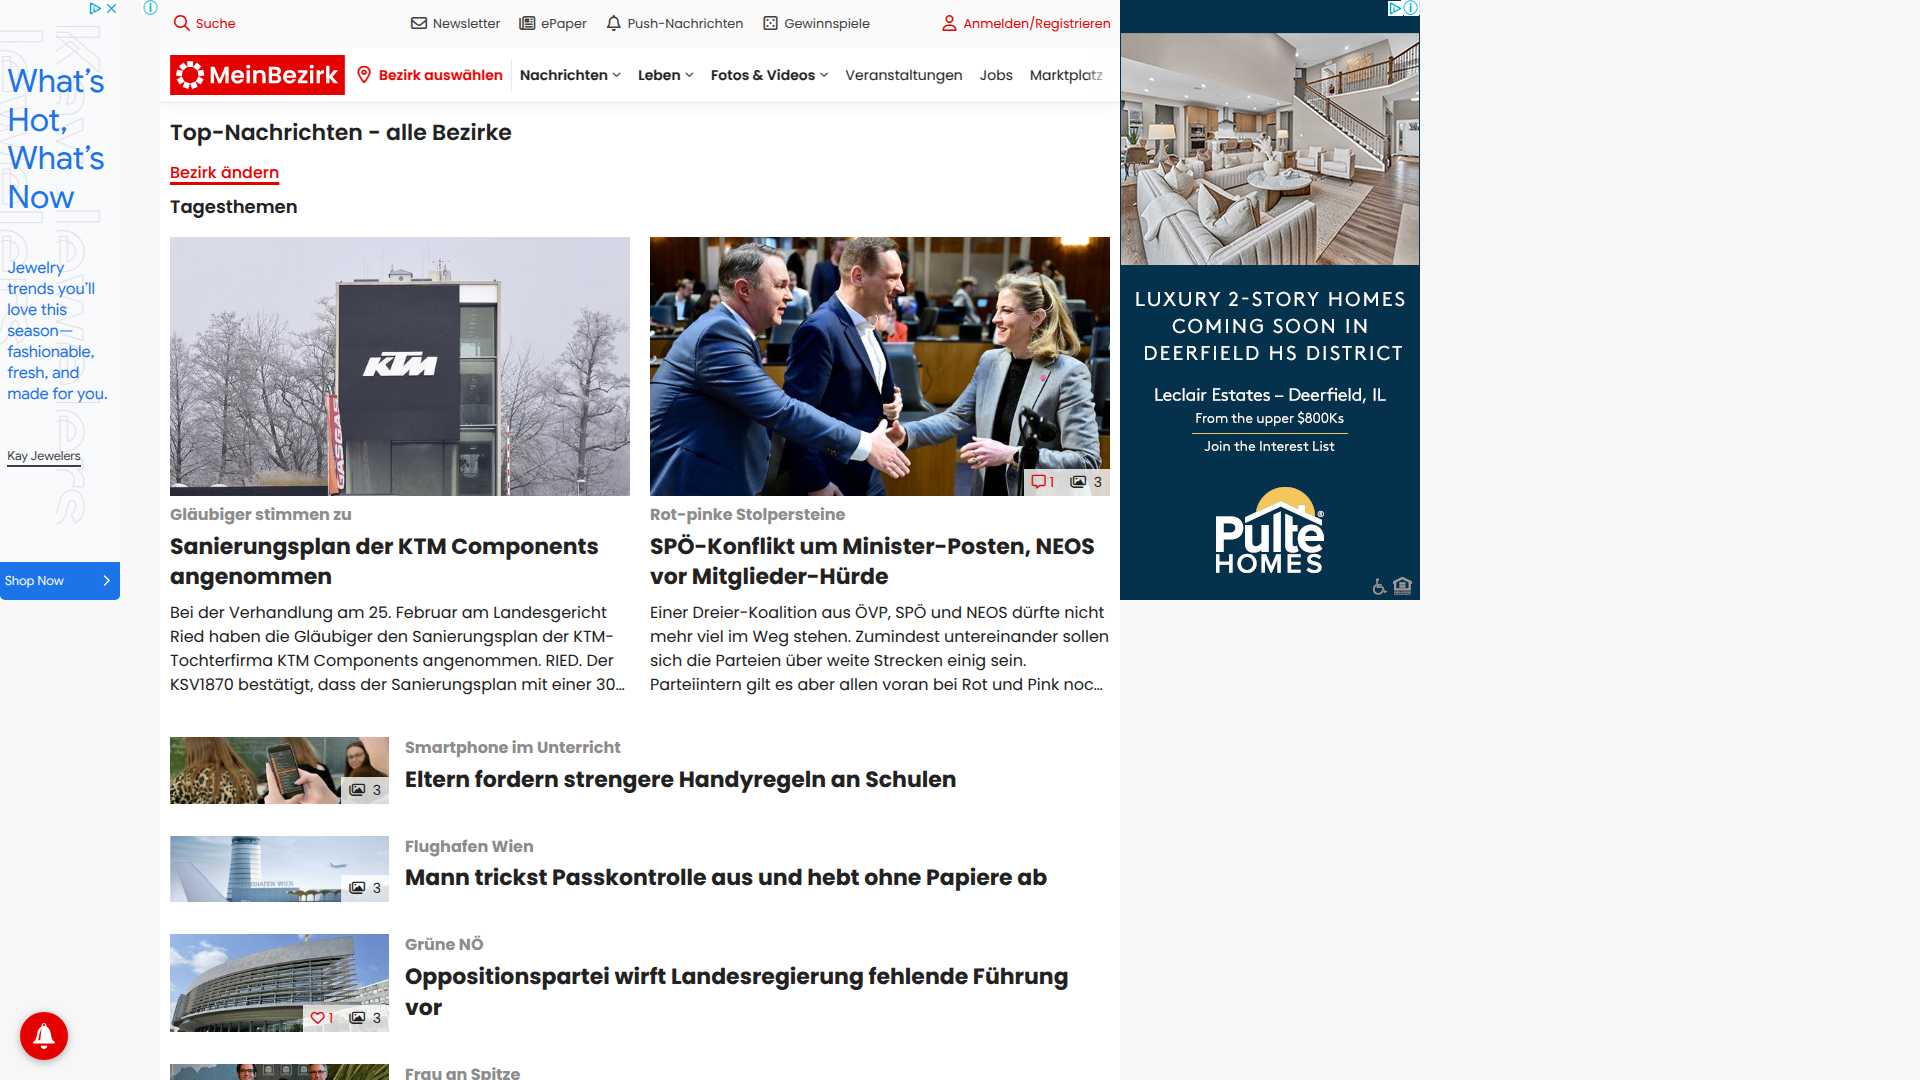 Suche
Newsletter
ePaper
Push-Nachrichten
Gewinnspiele
Anmelden/Registrieren
MeinBezirk
Bezirk auswählen
Nachrichten
Leben
Fotos & Videos
Veranstaltungen
Jobs
Marktplatz
What's
Hot,
What's
Now
Jewelry
trends you'll
love this
season—
fashionable,
fresh, and
made for you.
Kay Jewelers
Shop Now
Top-Nachrichten - alle Bezirke
Bezirk ändern
Tagesthemen
KTM
GASGAS
Gläubiger stimmen zu
Sanierungsplan der KTM Components
angenommen
Bei der Verhandlung am 25. Februar am Landesgericht
Ried haben die Gläubiger den Sanierungsplan der KTM-
Tochterfirma KTM Components angenommen. RIED. Der
KSV1870 bestätigt, dass der Sanierungsplan mit einer 30...
1 3
Rot-pinke Stolpersteine
SPÖ-Konflikt um Minister-Posten, NEOS
vor Mitglieder-Hürde
Einer Dreier-Koalition aus ÖVP, SPÖ und NEOS dürfte nicht
mehr viel im Weg stehen. Zumindest untereinander sollen
sich die Parteien über weite Strecken einig sein.
Parteiintern gilt es aber allen voran bei Rot und Pink noc...
3
Smartphone im Unterricht
Eltern fordern strengere Handyregeln an Schulen
3
Flughafen Wien
Mann trickst Passkontrolle aus und hebt ohne Papiere ab
1 3
Grüne NÖ
Oppositionspartei wirft Landesregierung fehlende Führung
vor
Frau an Spitze
LUXURY 2-STORY HOMES
COMING SOON IN
DEERFIELD HS DISTRICT
Leclair Estates – Deerfield, IL
From the upper $800Ks
Join the Interest List
Pulte®
HOMES